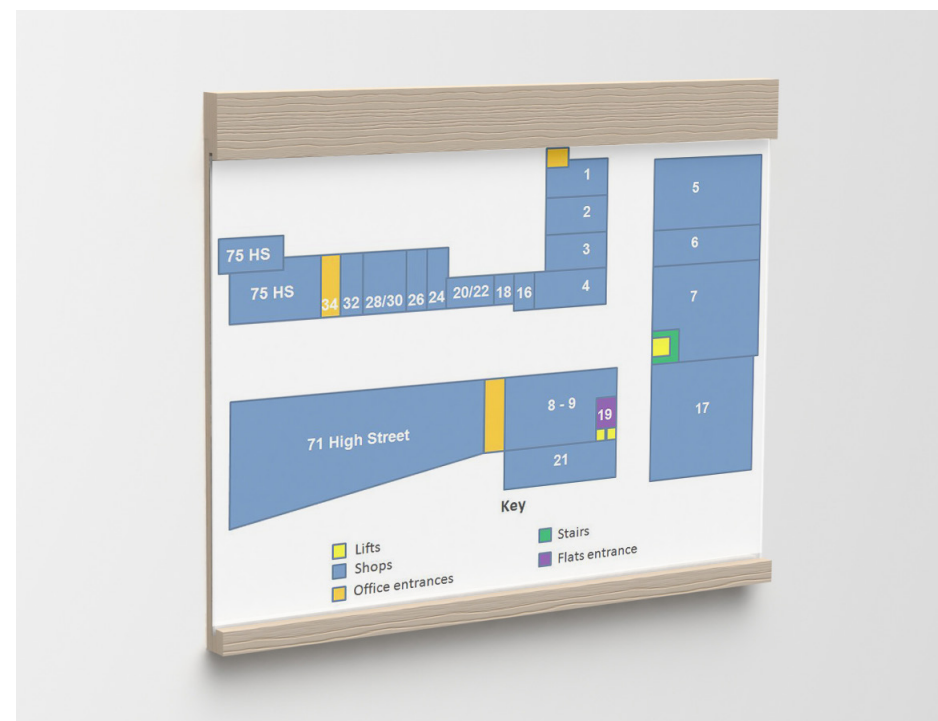 1
2
3
4
5
6
7
17
75 HS
75 HS
34
32
28/30
26
24
20/22
18
16
71 High Street
8 - 9
19
21
Key
Lifts
Shops
Office entrances
Stairs
Flats entrance